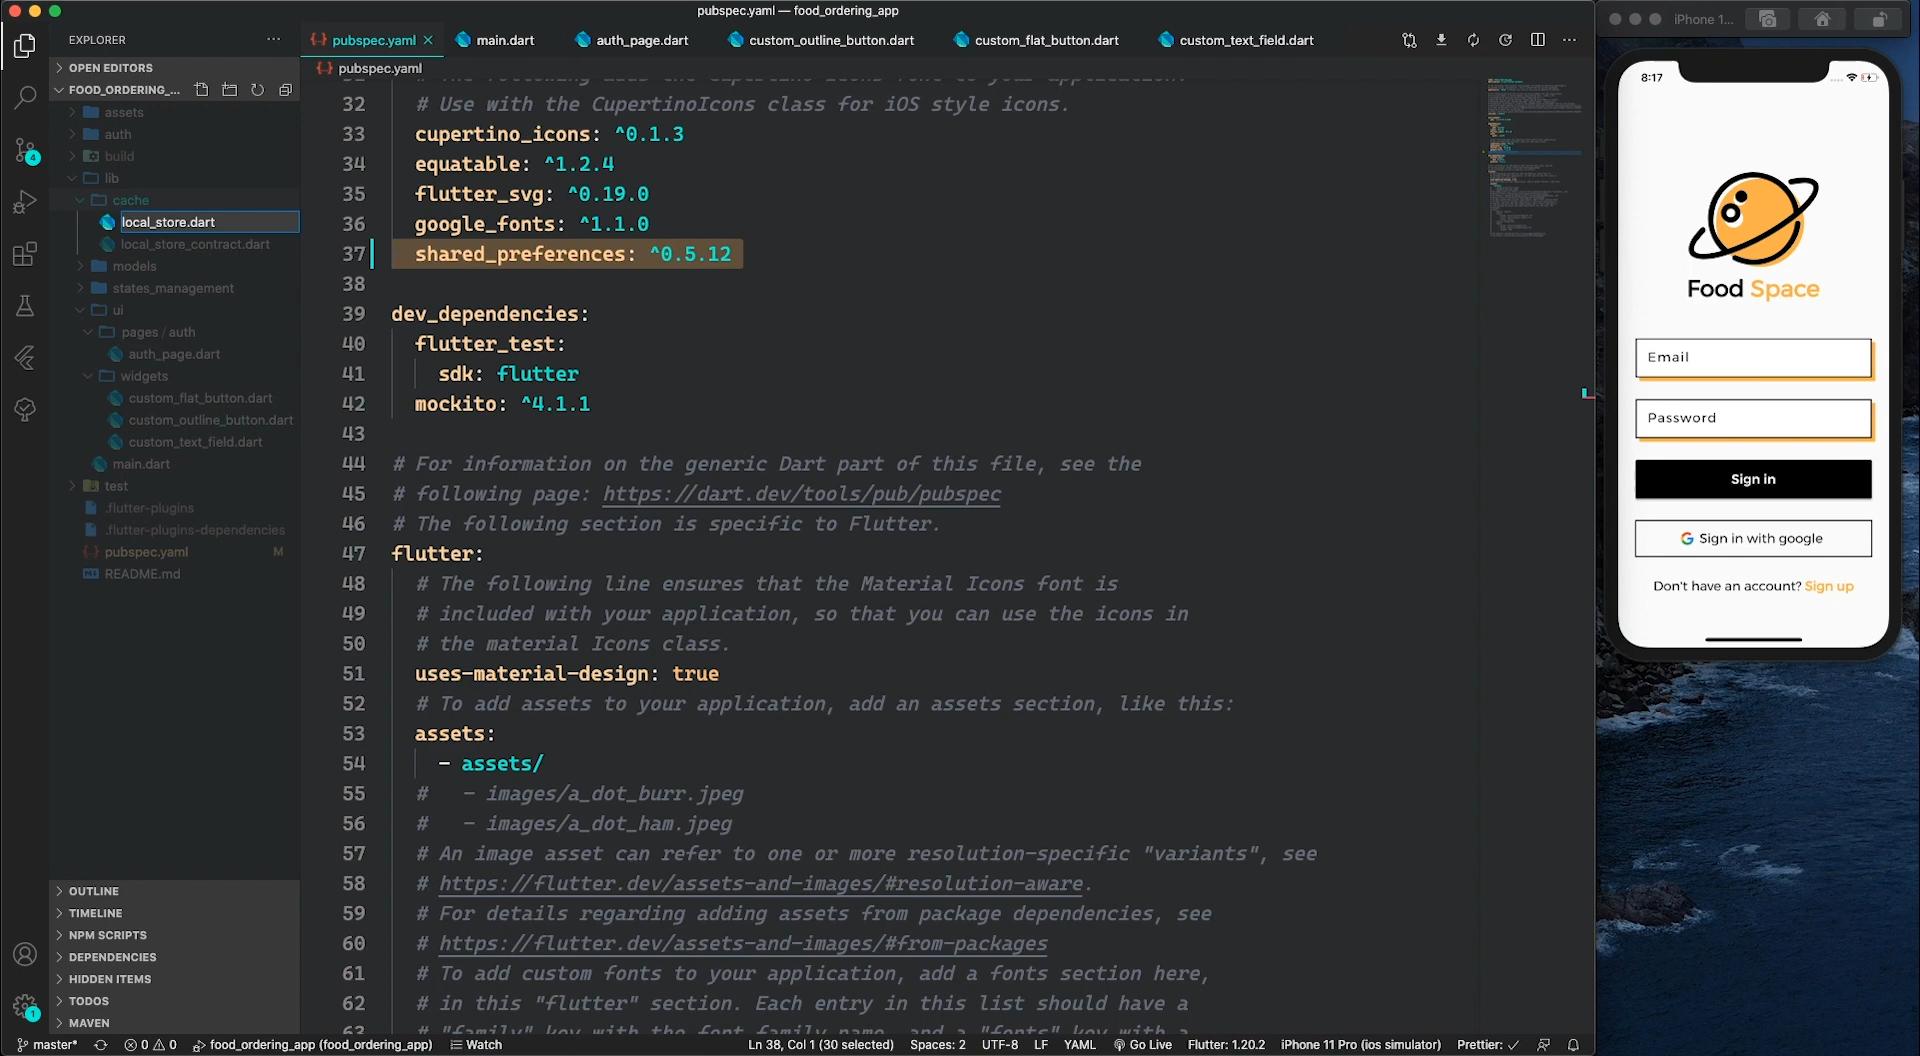 pubspec.yaml — food_ordering_app
EXPLORER
OPEN EDITORS
FOOD_ORDERING_...
assets
auth
build
lib
cache
local_store.dart
local_store_contract.dart
models
states_management
ui
pages / auth
auth_page.dart
widgets
custom_flat_button.dart
custom_outline_button.dart
custom_text_field.dart
main.dart
test
.flutter-plugins
.flutter-plugins-dependencies
pubspec.yaml M
README.md
OUTLINE
TIMELINE
NPM SCRIPTS
DEPENDENCIES
HIDDEN ITEMS
TODOS
MAVEN
4
1
pubspec.yaml main.dart auth_page.dart custom_outline_button.dart custom_flat_button.dart custom_text_field.dart
pubspec.yaml
32 # Use with the CupertinoIcons class for iOS style icons.
33 cupertino_icons: ^0.1.3
34 equatable: ^1.2.4
35 flutter_svg: ^0.19.0
36 google_fonts: ^1.1.0
37 shared_preferences: ^0.5.12
38
39 dev_dependencies:
40 flutter_test:
41 sdk: flutter
42 mockito: ^4.1.1
43
44 # For information on the generic Dart part of this file, see the
45 # following page: https://dart.dev/tools/pub/pubspec
46 # The following section is specific to Flutter.
47 flutter:
48 # The following line ensures that the Material Icons font is
49 # included with your application, so that you can use the icons in
50 # the material Icons class.
51 uses-material-design: true
52 # To add assets to your application, add an assets section, like this:
53 assets:
54 - assets/
55 # - images/a_dot_burr.jpeg
56 # - images/a_dot_ham.jpeg
57 # An image asset can refer to one or more resolution-specific "variants", see
58 # https://flutter.dev/assets-and-images/#resolution-aware.
59 # For details regarding adding assets from package dependencies, see
60 # https://flutter.dev/assets-and-images/#from-packages
61 # To add custom fonts to your application, add a fonts section here,
62 # in this "flutter" section. Each entry in this list should have a
63 # "family" key with the font family name, and a "fonts" key with a
master* 0 0 food_ordering_app (food_ordering_app) Watch Ln 38, Col 1 (30 selected) Spaces: 2 UTF-8 LF YAML Go Live Flutter: 1.20.2 iPhone 11 Pro (ios simulator) Prettier: ✓
iPhone 1...
8:17
Food Space
Email
Password
Sign in
Sign in with google
Don't have an account? Sign up